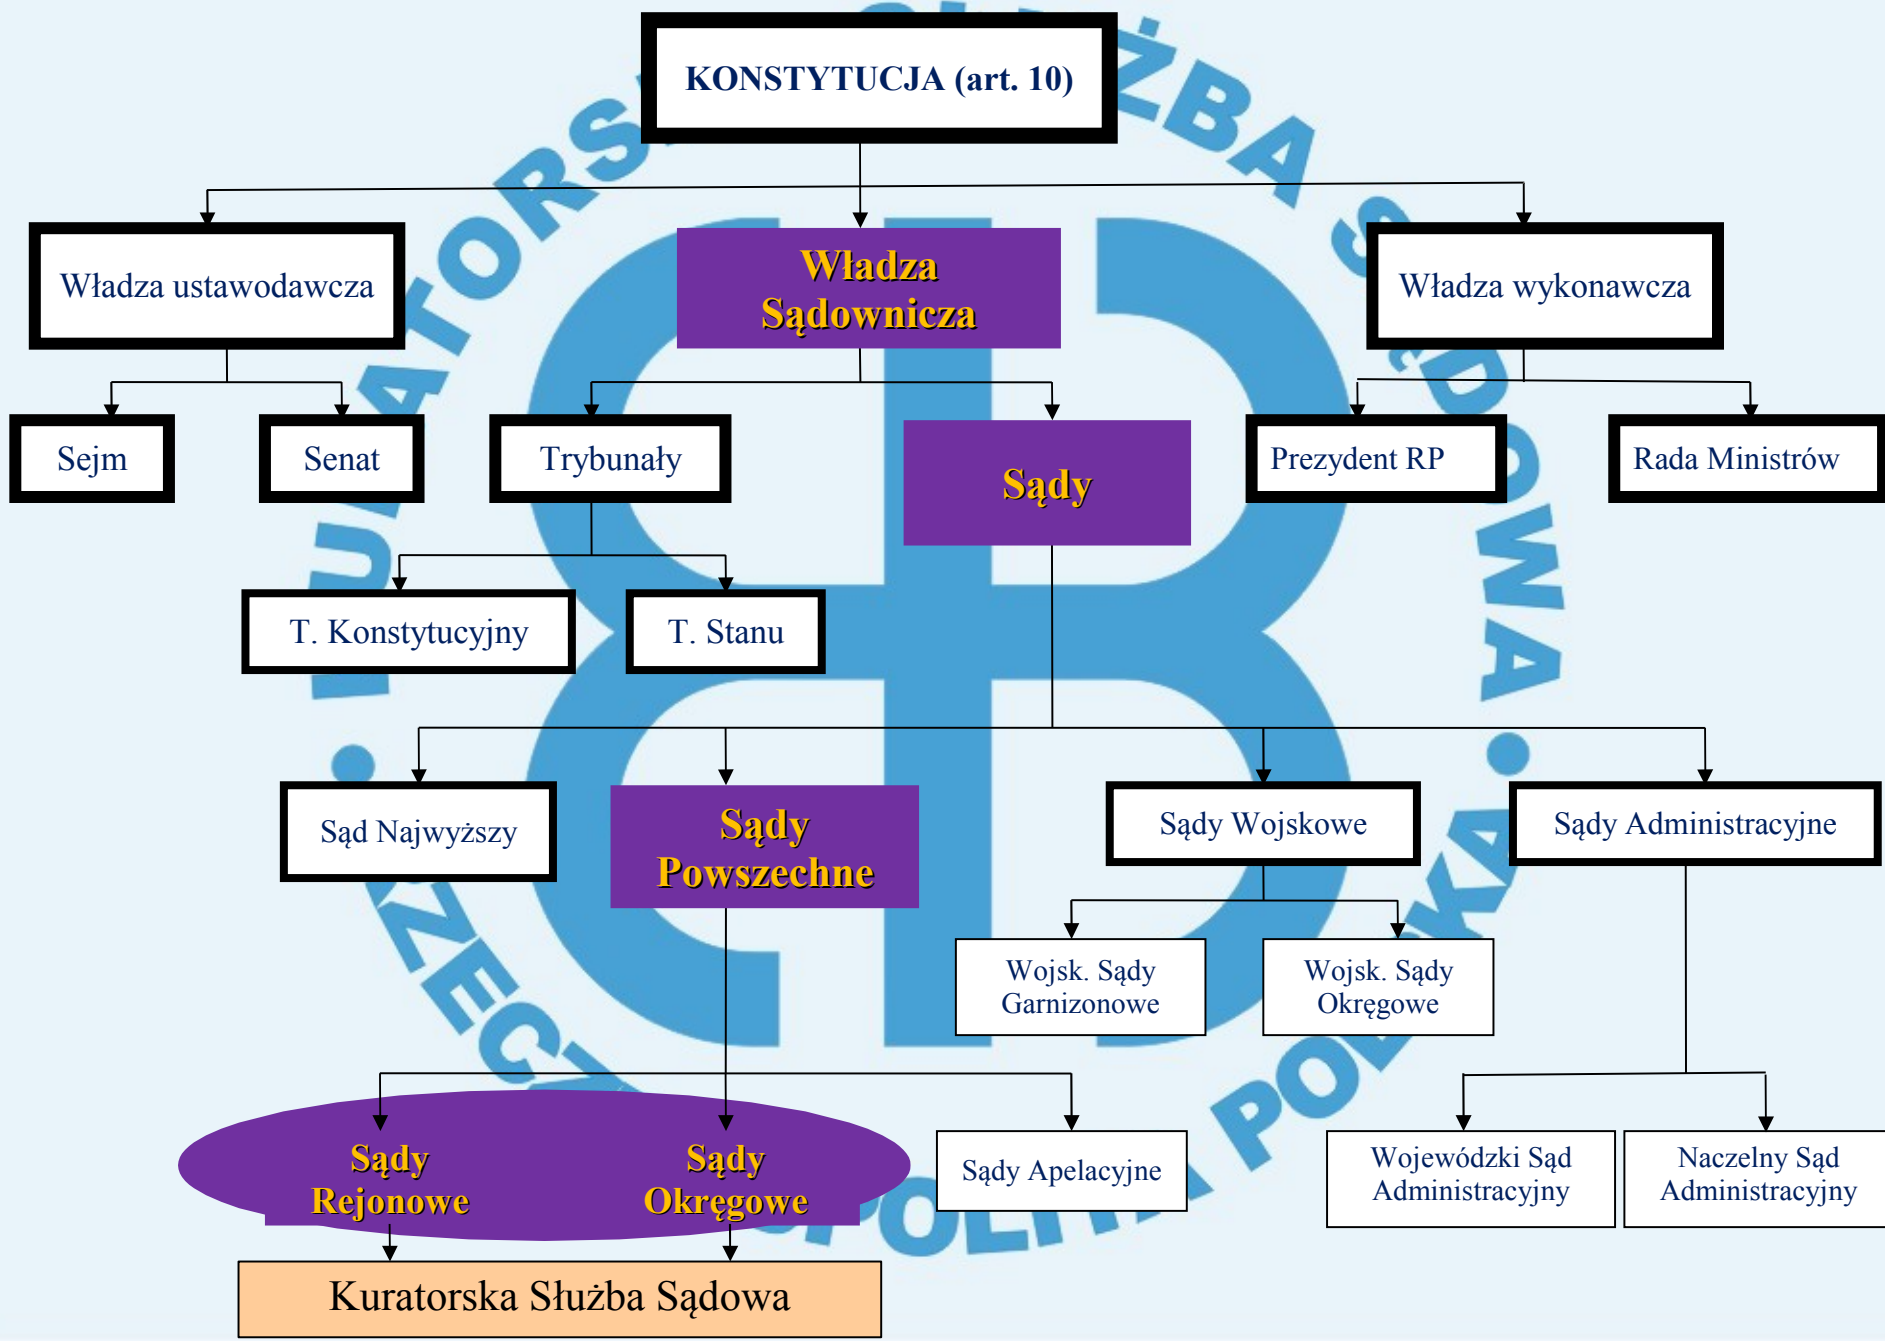 KONSTYTUCJA (art. 10)
Władza ustawodawcza
Władza
Sądownicza
Władza wykonawcza
Sejm
Senat
Trybunały
Sądy
Prezydent RP
Rada Ministrów
T. Konstytucyjny
T. Stanu
Sąd Najwyższy
Sądy
Powszechne
Sądy Wojskowe
Sądy Administracyjne
Wojsk. Sądy
Garnizonowe
Wojsk. Sądy
Okręgowe
Sądy
Rejonowe
Sądy
Okręgowe
Sądy Apelacyjne
Wojewódzki Sąd
Administracyjny
Naczelny Sąd
Administracyjny
Kuratorska Służba Sądowa
SĄDOWA